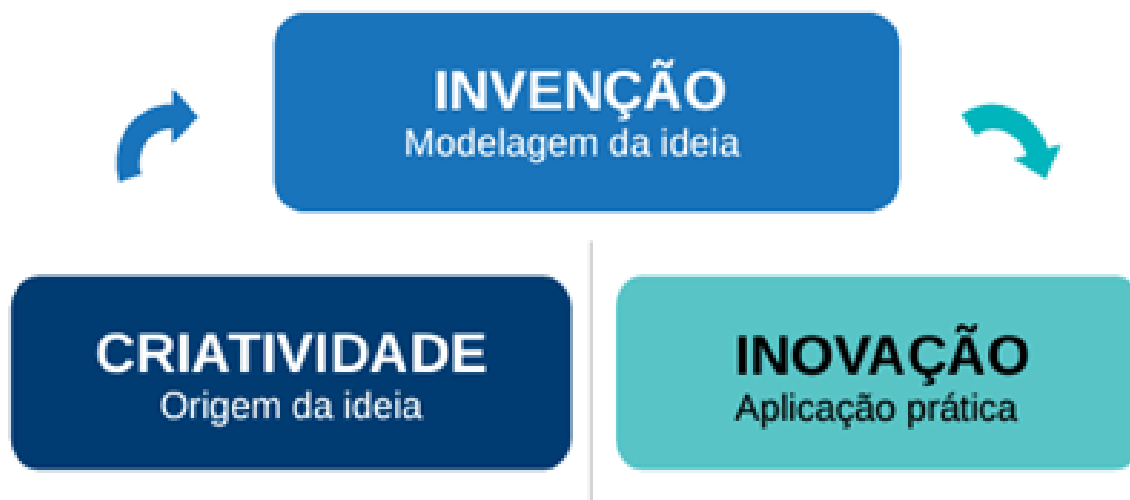 INVENÇÃO
Modelagem da ideia
CRIATIVIDADE
Origem da ideia
INOVAÇÃO
Aplicação prática